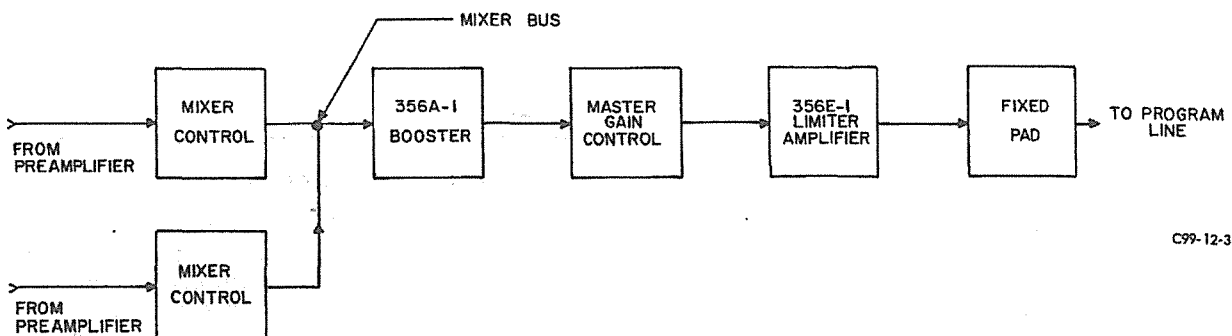 MIXER BUS
MIXER
CONTROL
356A-1
BOOSTER
MASTER
GAIN
CONTROL
356E-1
LIMITER
AMPLIFIER
FIXED
PAD
TO PROGRAM
LINE
FROM
PREAMPLIFIER
C99-12-3
MIXER
CONTROL
FROM
PREAMPLIFIER